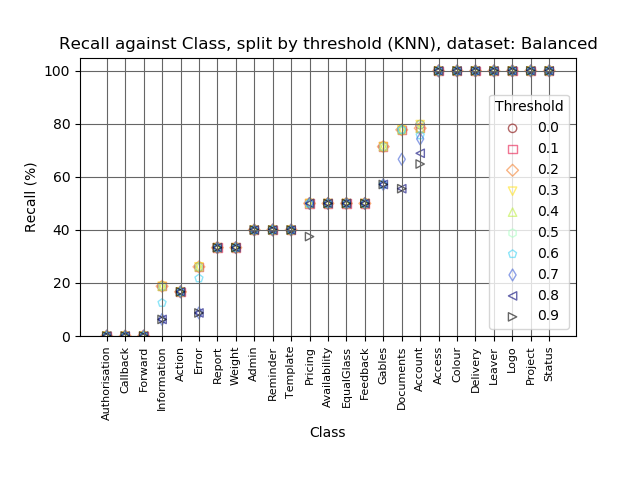 Recall against Class, split by threshold (KNN), dataset: Balanced
Recall (%)
100
80
60
40
20
0
Threshold
0.0
0.1
0.2
0.3
0.4
0.5
0.6
0.7
0.8
0.9
Authorisation
Callback
Forward
Information
Action
Error
Report
Weight
Admin
Reminder
Template
Pricing
Availability
EqualGlass
Feedback
Gables
Documents
Account
Access
Colour
Delivery
Leaver
Logo
Project
Status
Class